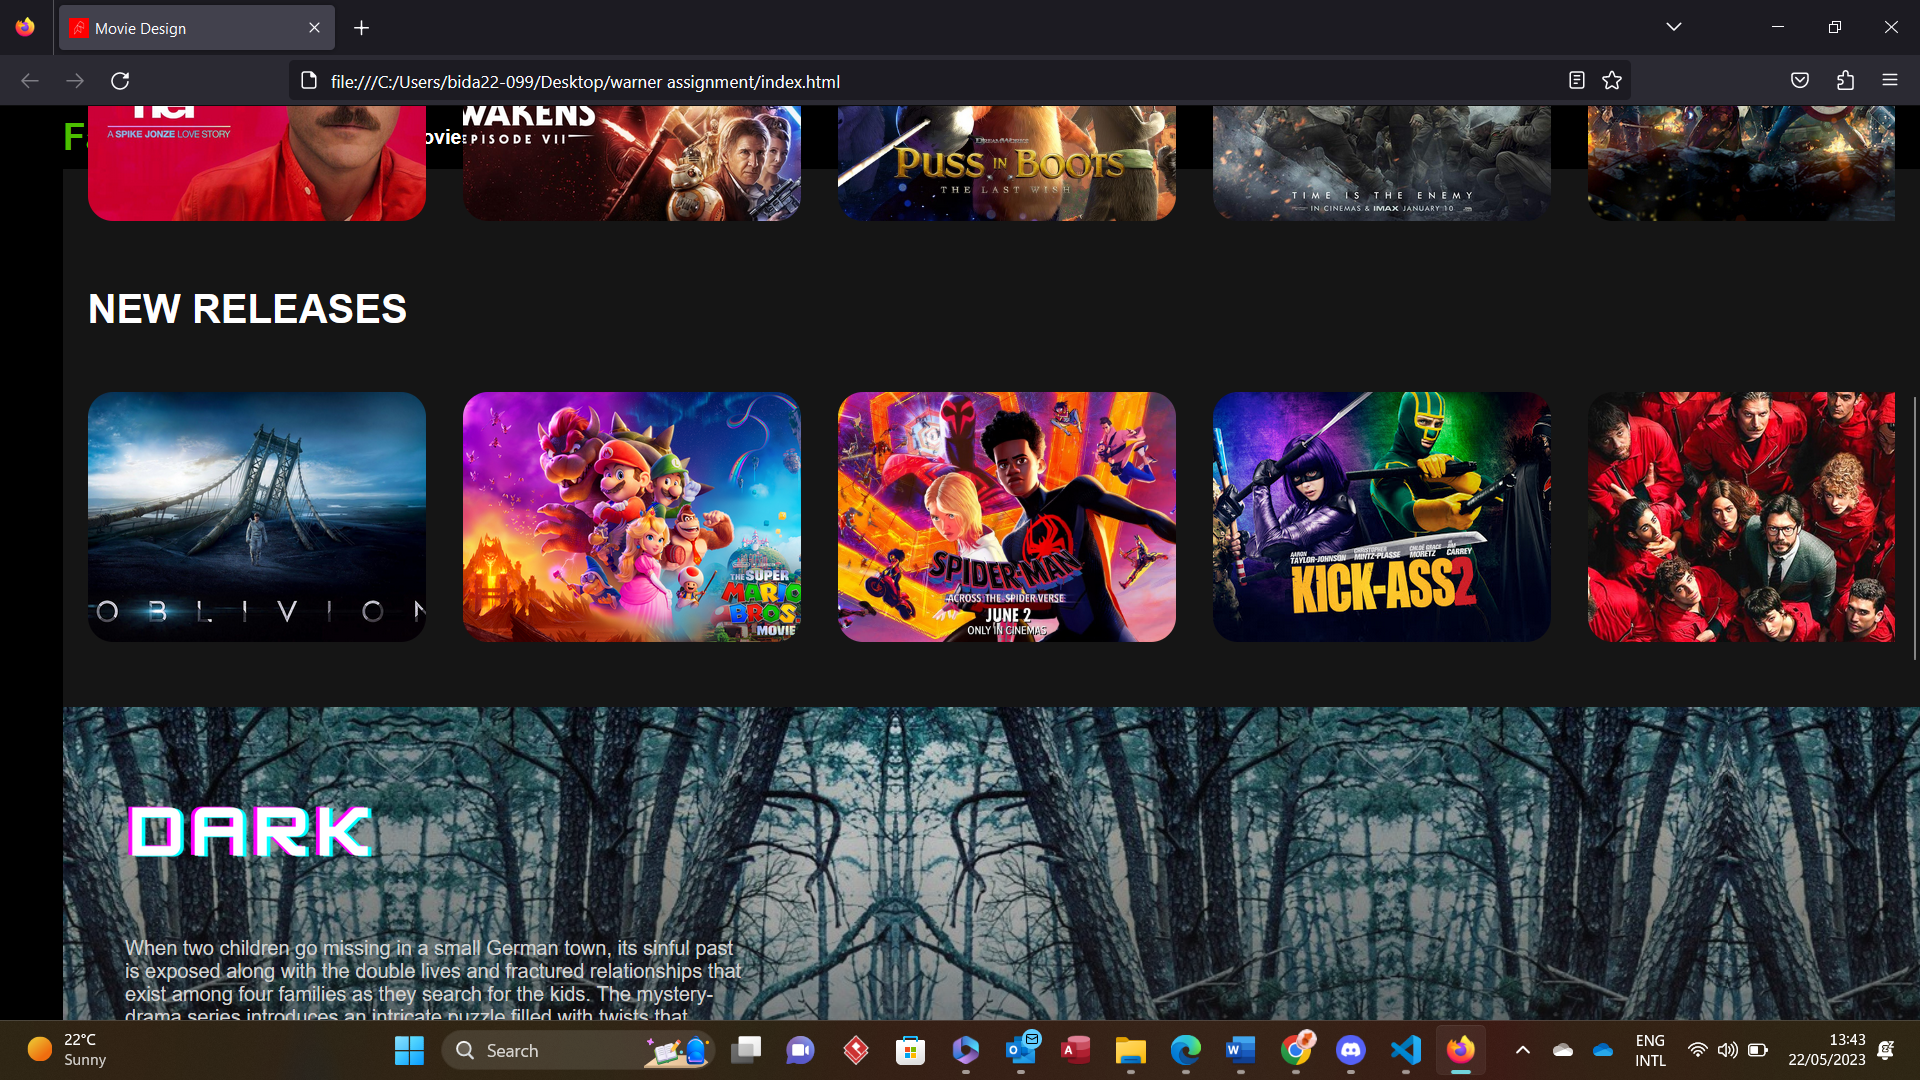 Movie Design
file:///C:/Users/bida22-099/Desktop/warner assignment/index.html
A SPIKE JONZE LOVE STORY
EPISODE VII
DREAMWORKS
PUSS IN BOOTS
THE LAST WISH
TIME IS THE ENEMY
IN CINEMAS & IMAX JANUARY 10
NEW RELEASES
OBLIVION
THE SUPER
MARIO
BROS
MOVIE
SPIDER-MAN
ACROSS THE SPIDER-VERSE
JUNE 2
ONLY IN CINEMAS
AARON TAYLOR-JOHNSON CHRISTOPHER MINTZ-PLASSE CHLOË GRACE MORETZ JIM CARREY
KICK-ASS 2
DARK
When two children go missing in a small German town, its sinful past
is exposed along with the double lives and fractured relationships that
exist among four families as they search for the kids. The mystery-
drama series introduces an intricate puzzle filled with twists that
22°C
Sunny
Search
ENG
INTL
13:43
22/05/2023